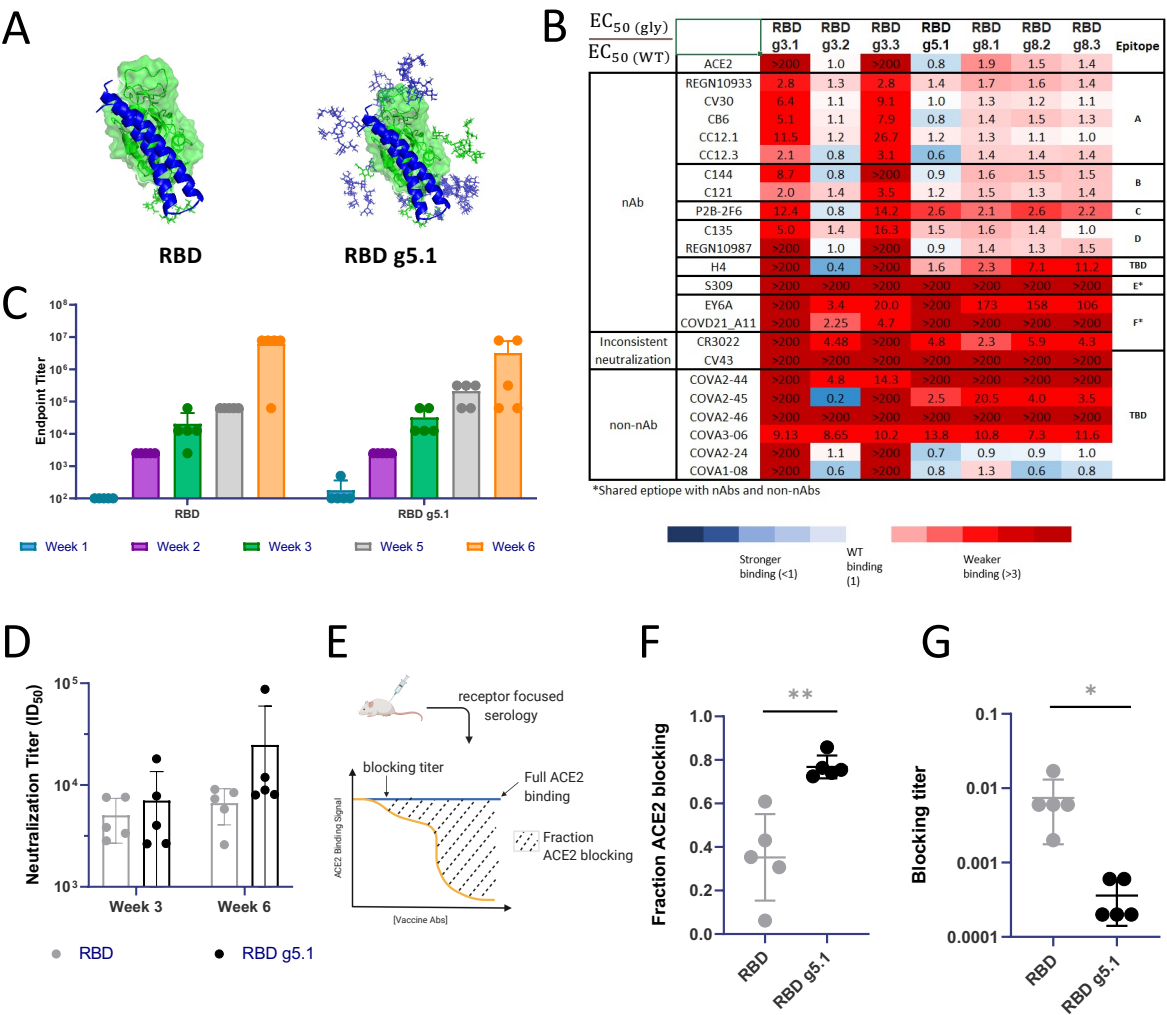 A
RBD
RBD g5.1
B
EC50 (gly)
EC50 (WT)
RBD g3.1 RBD g3.2 RBD g3.3 RBD g5.1 RBD g8.1 RBD g8.2 RBD g8.3 Epitope
ACE2 >200 1.0 >200 0.8 1.9 1.5 1.4
nAb
REGN10933 2.8 1.3 2.8 1.4 1.7 1.6 1.4
CV30 6.4 1.1 9.1 1.0 1.3 1.2 1.1
CB6 5.1 1.1 7.9 0.8 1.4 1.5 1.3 A
CC12.1 11.5 1.2 26.7 1.2 1.3 1.1 1.0
CC12.3 2.1 0.8 3.1 0.6 1.4 1.4 1.4
C144 8.7 0.8 >200 0.9 1.6 1.5 1.5 B
C121 2.0 1.4 3.5 1.2 1.5 1.3 1.4
P2B-2F6 12.4 0.8 14.2 2.6 2.1 2.6 2.2 C
C135 5.0 1.4 16.3 1.5 1.6 1.4 1.0 D
REGN10987 >200 1.0 >200 0.9 1.4 1.3 1.5
H4 >200 0.4 >200 1.6 2.3 7.1 11.2 TBD
S309 >200 >200 >200 >200 >200 >200 >200 E*
EY6A >200 3.4 20.0 >200 173 158 106 F*
COVD21_A11 >200 2.25 4.7 >200 >200 >200 >200
Inconsistent neutralization
CR3022 >200 4.48 >200 4.8 2.3 5.9 4.3
CV43 >200 >200 >200 >200 >200 >200 >200
non-nAb
COVA2-44 >200 4.8 14.3 >200 >200 >200 >200
COVA2-45 >200 0.2 >200 2.5 20.5 4.0 3.5 TBD
COVA2-46 >200 >200 >200 >200 >200 >200 >200
COVA3-06 9.13 8.65 10.2 13.8 10.8 7.3 11.6
COVA2-24 >200 1.1 >200 0.7 0.9 0.9 1.0
COVA1-08 >200 0.6 >200 0.8 1.3 0.6 0.8
*Shared eptiope with nAbs and non-nAbs
Stronger binding (<1)
WT binding (1)
Weaker binding (>3)
C
Endpoint Titer
10^8
10^7
10^6
10^5
10^4
10^3
10^2
RBD
RBD g5.1
Week 1 Week 2 Week 3 Week 5 Week 6
D
Neutralization Titer (ID50)
10^5
10^4
10^3
Week 3 Week 6
RBD RBD g5.1
E
receptor focused
serology
blocking titer
Full ACE2
binding
Fraction
ACE2 blocking
ACE2 Binding Signal
[Vaccine Abs]
F
**
Fraction ACE2 blocking
1.0
0.8
0.6
0.4
0.2
0.0
RBD
RBD g5.1
G
*
Blocking titer
0.1
0.01
0.001
0.0001
RBD
RBD g5.1